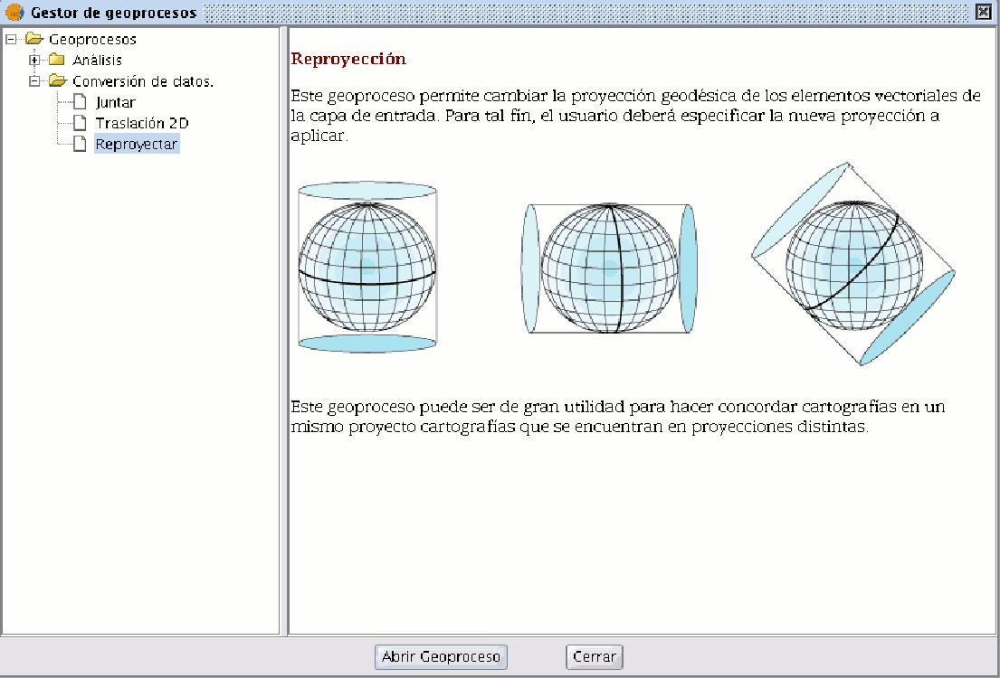 Gestor de geoprocesos
Geoprocesos
Análisis
Conversión de datos.
Juntar
Traslación 2D
Reproyectar
Reproyección
Este geoproceso permite cambiar la proyección geodésica de los elementos vectoriales de
la capa de entrada. Para tal fín, el usuario deberá especificar la nueva proyección a
aplicar.
Este geoproceso puede ser de gran utilidad para hacer concordar cartografías en un
mismo proyecto cartografías que se encuentran en proyecciones distintas.
Abrir Geoproceso
Cerrar